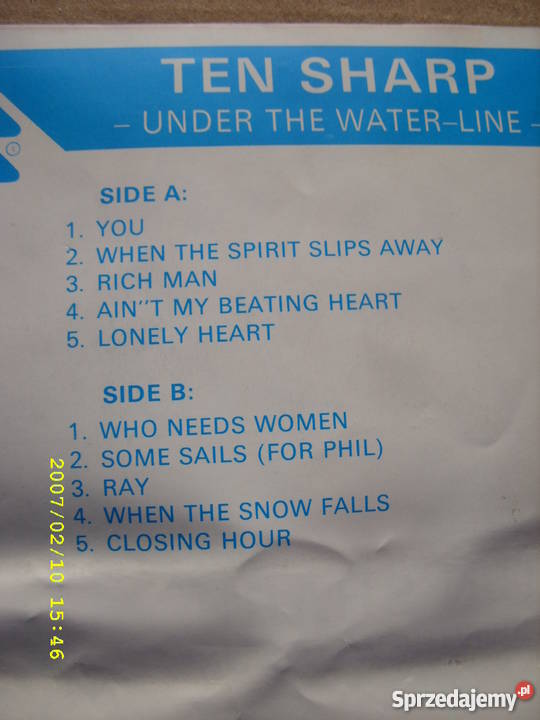 TEN SHARP
– UNDER THE WATER–LINE –
SIDE A:
1. YOU
2. WHEN THE SPIRIT SLIPS AWAY
3. RICH MAN
4. AIN''T MY BEATING HEART
5. LONELY HEART
SIDE B:
1. WHO NEEDS WOMEN
2. SOME SAILS (FOR PHIL)
3. RAY
4. WHEN THE SNOW FALLS
5. CLOSING HOUR
2007/02/10 15:46
Sprzedajemy.pl